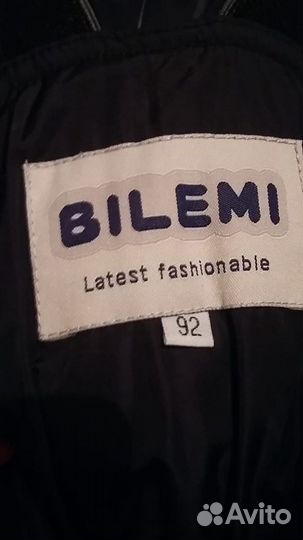 BILEMI
Latest fashionable
92
Avito